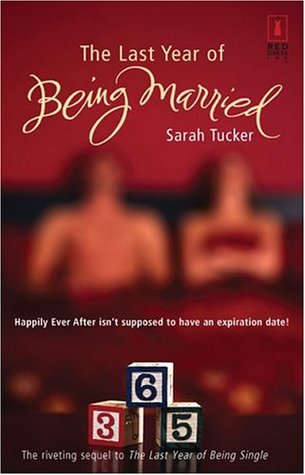 RED
DRESS
INK
The Last Year of
Being Married
Sarah Tucker
Happily Ever After isn't supposed to have an expiration date!
6
3 5
The riveting sequel to The Last Year of Being Single